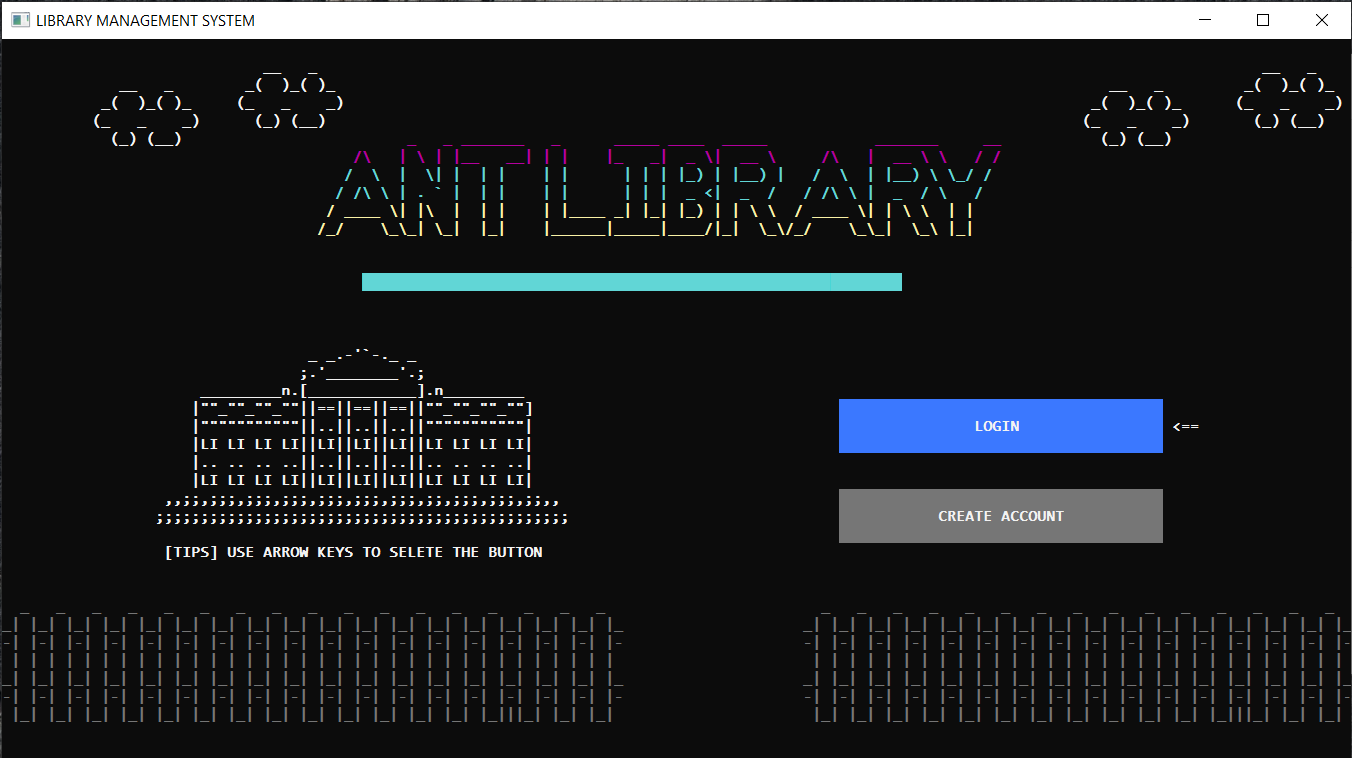 LIBRARY MANAGEMENT SYSTEM
ANT LIBRARY
LOGIN <==
CREATE ACCOUNT
[TIPS] USE ARROW KEYS TO SELETE THE BUTTON